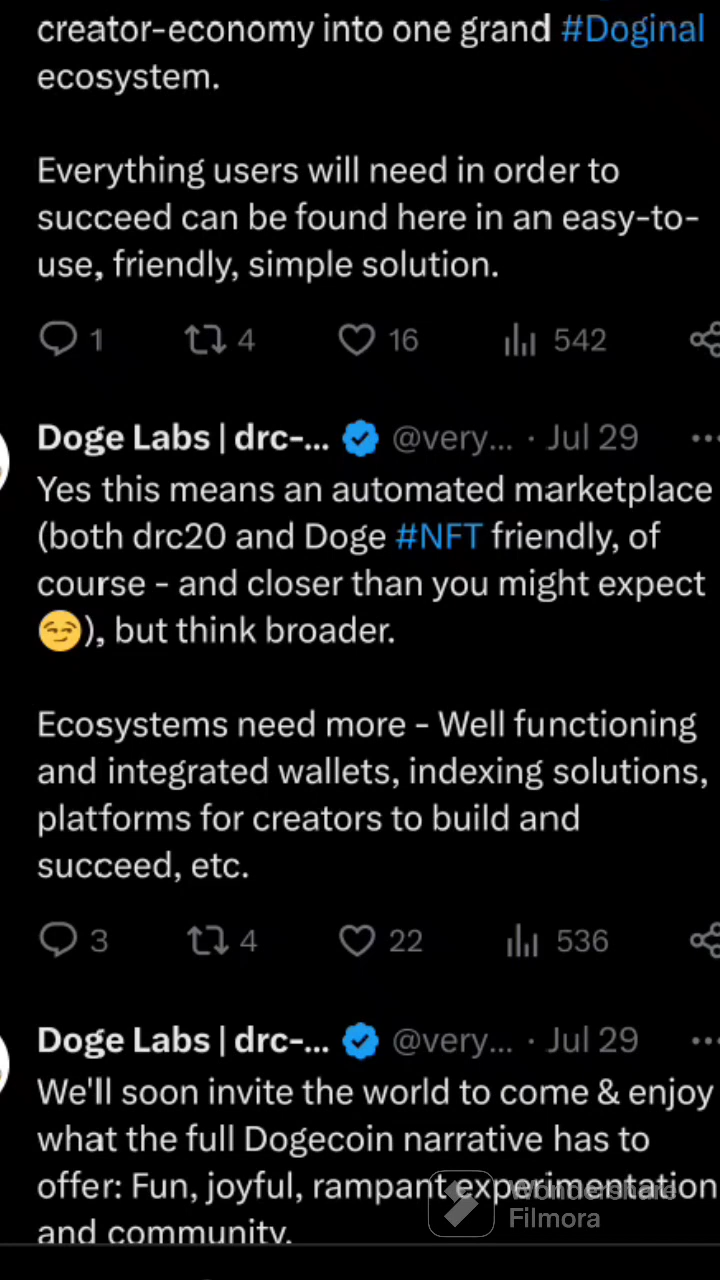 creator-economy into one grand #Doginal
ecosystem.
Everything users will need in order to
succeed can be found here in an easy-to-
use, friendly, simple solution.
1 4 16 542
Doge Labs | drc-... @very... · Jul 29
Yes this means an automated marketplace
(both drc20 and Doge #NFT friendly, of
course - and closer than you might expect
😏), but think broader.
Ecosystems need more - Well functioning
and integrated wallets, indexing solutions,
platforms for creators to build and
succeed, etc.
3 4 22 536
Doge Labs | drc-... @very... · Jul 29
We'll soon invite the world to come & enjoy
what the full Dogecoin narrative has to
offer: Fun, joyful, rampant experimentation
and community.
Wondershare
Filmora